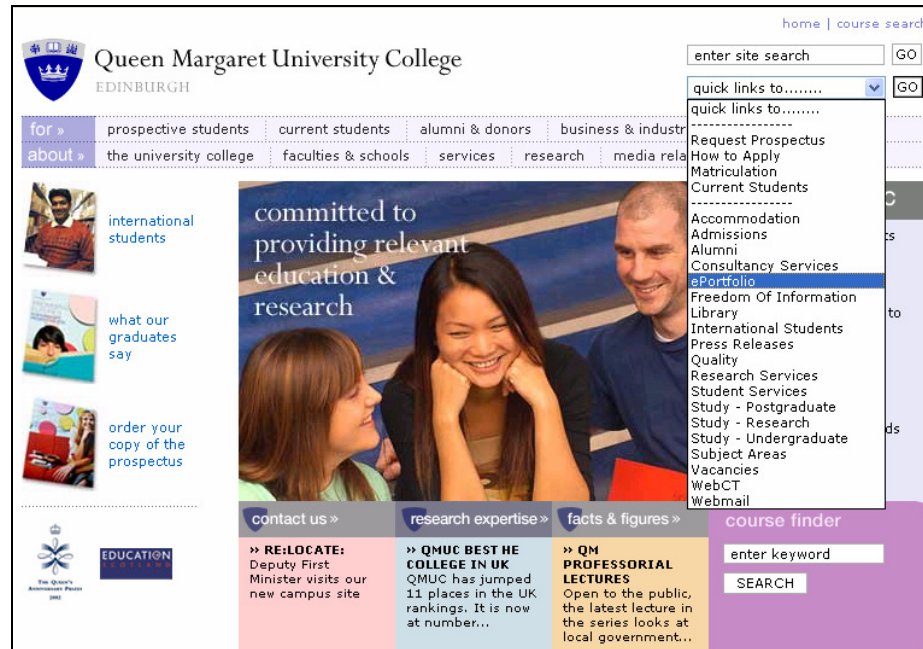 home | course search
Queen Margaret University College
EDINBURGH
enter site search
GO
quick links to........
GO
for »
prospective students
current students
alumni & donors
business & industr
about »
the university college
faculties & schools
services
research
media rela
quick links to........
----------------
Request Prospectus
How to Apply
Matriculation
Current Students
----------------
Accommodation
Admissions
Alumni
Consultancy Services
ePortfolio
Freedom Of Information
Library
International Students
Press Releases
Quality
Research Services
Student Services
Study - Postgraduate
Study - Research
Study - Undergraduate
Subject Areas
Vacancies
WebCT
Webmail
international
students
what our
graduates
say
order your
copy of the
prospectus
committed to
providing relevant
education &
research
c
ts
to
ds
THE QUEEN'S
ANNIVERSARY PRIZES
2002
EDUCATION
SCOTLAND
contact us »
» RE:LOCATE:
Deputy First
Minister visits our
new campus site
research expertise »
» QMUC BEST HE
COLLEGE IN UK
QMUC has jumped
11 places in the UK
rankings. It is now
at number...
facts & figures »
» QM
PROFESSORIAL
LECTURES
Open to the public,
the latest lecture in
the series looks at
local government...
course finder
enter keyword
SEARCH